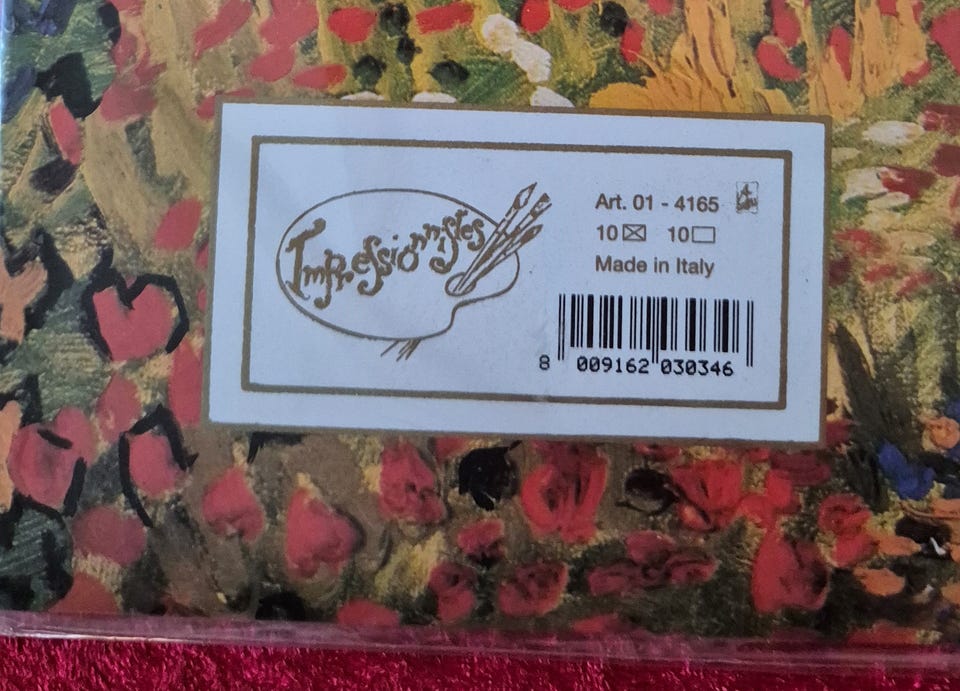 Impressionnistes
Art. 01 - 4165
10 10
Made in Italy
8 009162 030346